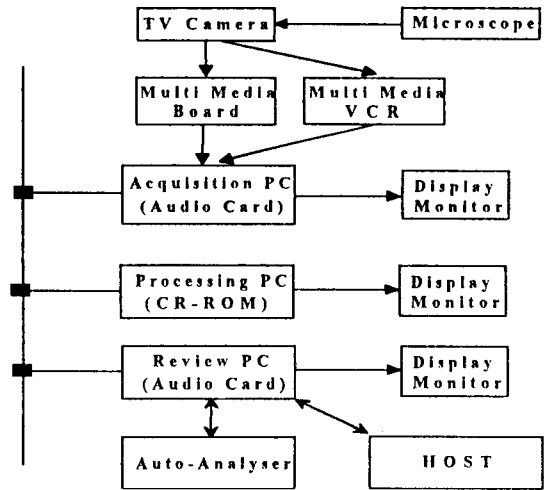 TV Camera
Microscope
Multi Media
Board
Multi Media
VCR
Acquisition PC
(Audio Card)
Display
Monitor
Processing PC
(CR-ROM)
Display
Monitor
Review PC
(Audio Card)
Display
Monitor
Auto-Analyser
HOST